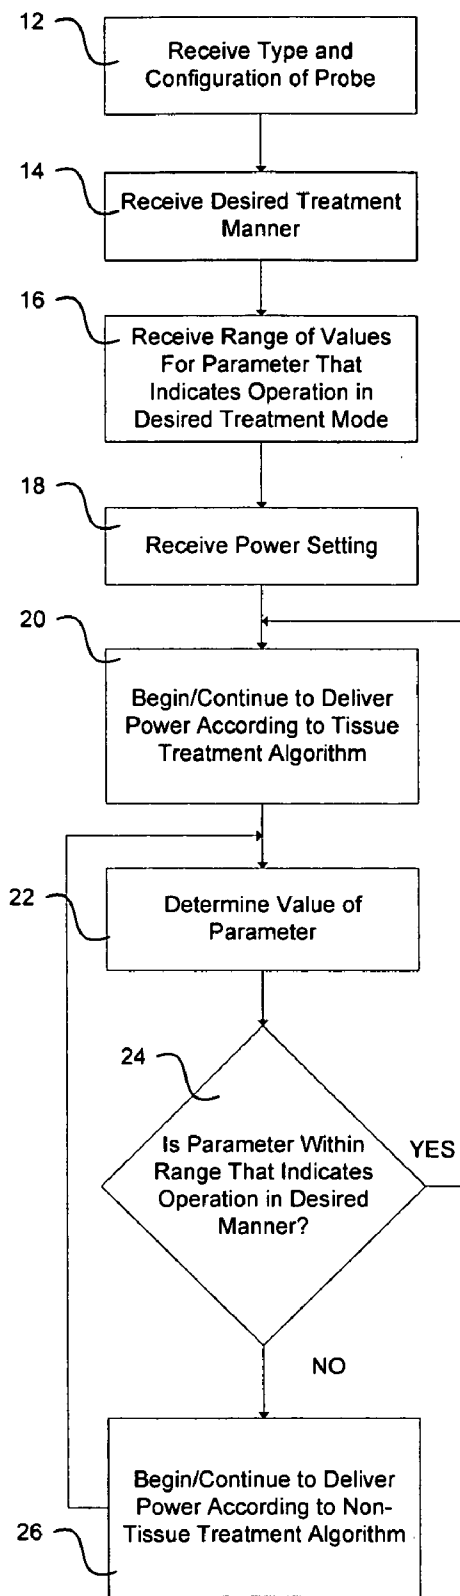 12
Receive Type and
Configuration of Probe
14
Receive Desired Treatment
Manner
16
Receive Range of Values
For Parameter That
Indicates Operation in
Desired Treatment Mode
18
Receive Power Setting
20
Begin/Continue to Deliver
Power According to Tissue
Treatment Algorithm
22
Determine Value of
Parameter
24
Is Parameter Within
Range That Indicates
Operation in Desired
Manner?
YES
NO
Begin/Continue to Deliver
Power According to Non-
Tissue Treatment Algorithm
26